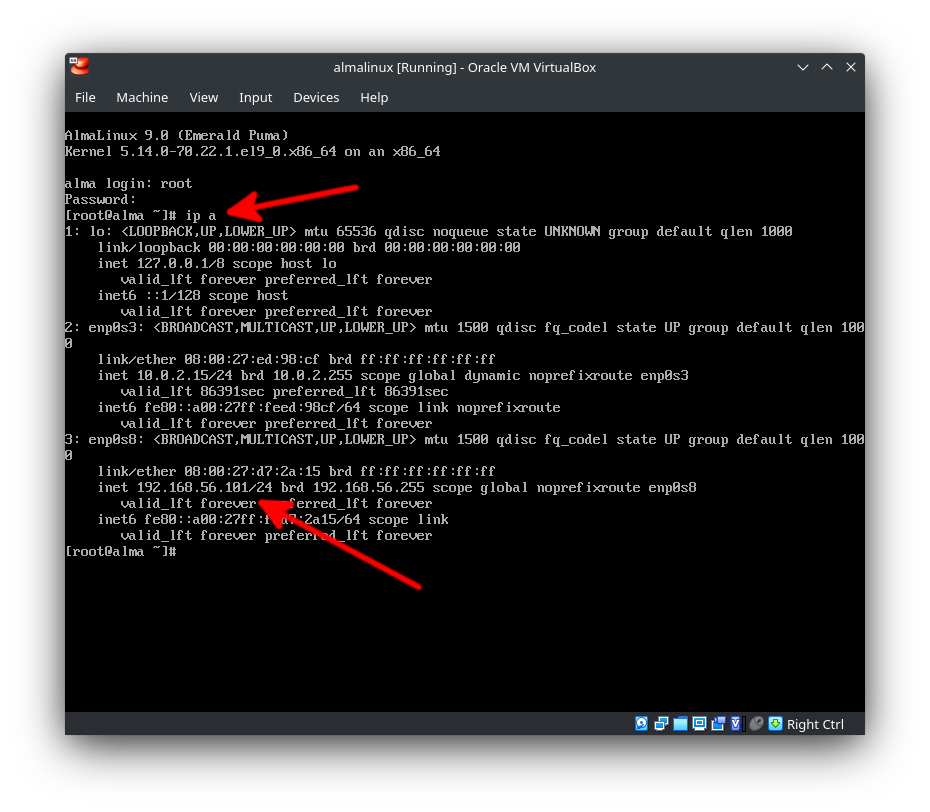 almalinux [Running] - Oracle VM VirtualBox
File Machine View Input Devices Help
AlmaLinux 9.0 (Emerald Puma)
Kernel 5.14.0-70.22.1.el9_0.x86_64 on an x86_64
alma login: root
Password:
[root@alma ~]# ip a
1: lo: <LOOPBACK,UP,LOWER_UP> mtu 65536 qdisc noqueue state UNKNOWN group default qlen 1000
link/loopback 00:00:00:00:00:00 brd 00:00:00:00:00:00
inet 127.0.0.1/8 scope host lo
valid_lft forever preferred_lft forever
inet6 ::1/128 scope host
valid_lft forever preferred_lft forever
2: enp0s3: <BROADCAST,MULTICAST,UP,LOWER_UP> mtu 1500 qdisc fq_codel state UP group default qlen 100
0
link/ether 08:00:27:ed:98:cf brd ff:ff:ff:ff:ff:ff
inet 10.0.2.15/24 brd 10.0.2.255 scope global dynamic noprefixroute enp0s3
valid_lft 86391sec preferred_lft 86391sec
inet6 fe80::a00:27ff:feed:98cf/64 scope link noprefixroute
valid_lft forever preferred_lft forever
3: enp0s8: <BROADCAST,MULTICAST,UP,LOWER_UP> mtu 1500 qdisc fq_codel state UP group default qlen 100
0
link/ether 08:00:27:d7:2a:15 brd ff:ff:ff:ff:ff:ff
inet 192.168.56.101/24 brd 192.168.56.255 scope global noprefixroute enp0s8
valid_lft forever preferred_lft forever
inet6 scope link
valid_lft forever preferred_lft forever
[root@alma ~]#
Right Ctrl